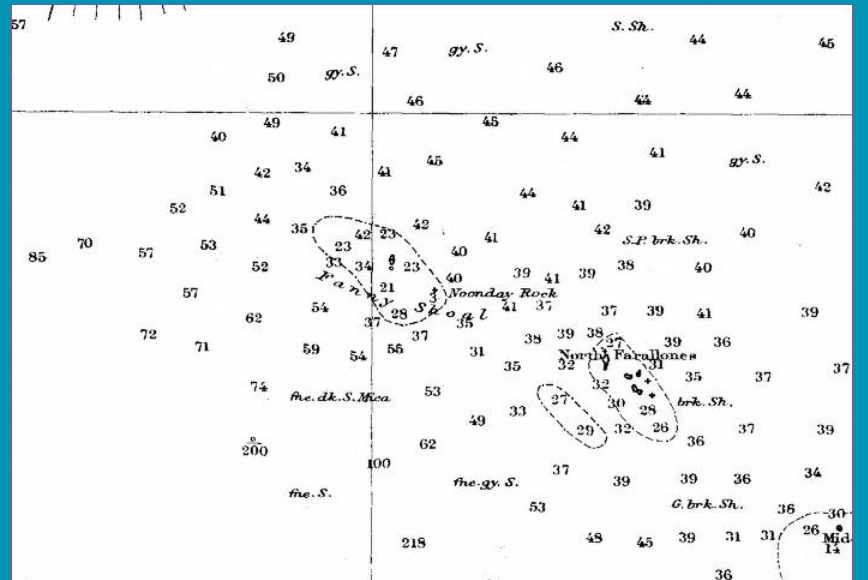 57 49 47 S. Sh. 44 45
50 gy. S. gy. S. 46
46 44 44
49 45
40 41 44
42 34 41 45 41 gy. S.
51 36 44 42
52 41 39
44 35 42 23 42 42 40
85 70 57 53 23 40 41 S.P. brk. Sh.
52 33 34 23 39 41 39 38 40
57 21 40
Fanny Shoal
3 Noonday Rock
62 54 28 41 37 37 39 41 39
37 35
72 71 37 38 39 38 27 39 36
59 54 55 31 North Farallones
35 32 31 37
74 53 32 35 37
fne. dk. S. Mica 27 30 28 brk. Sh.
49 33
62 29 32 26 36 37 39
200
100 37 34
fne. S. fne. gy. S. 39 39 36
53 G. brk. Sh. 36 30
218 48 45 39 31 31 26 Mid
14
36